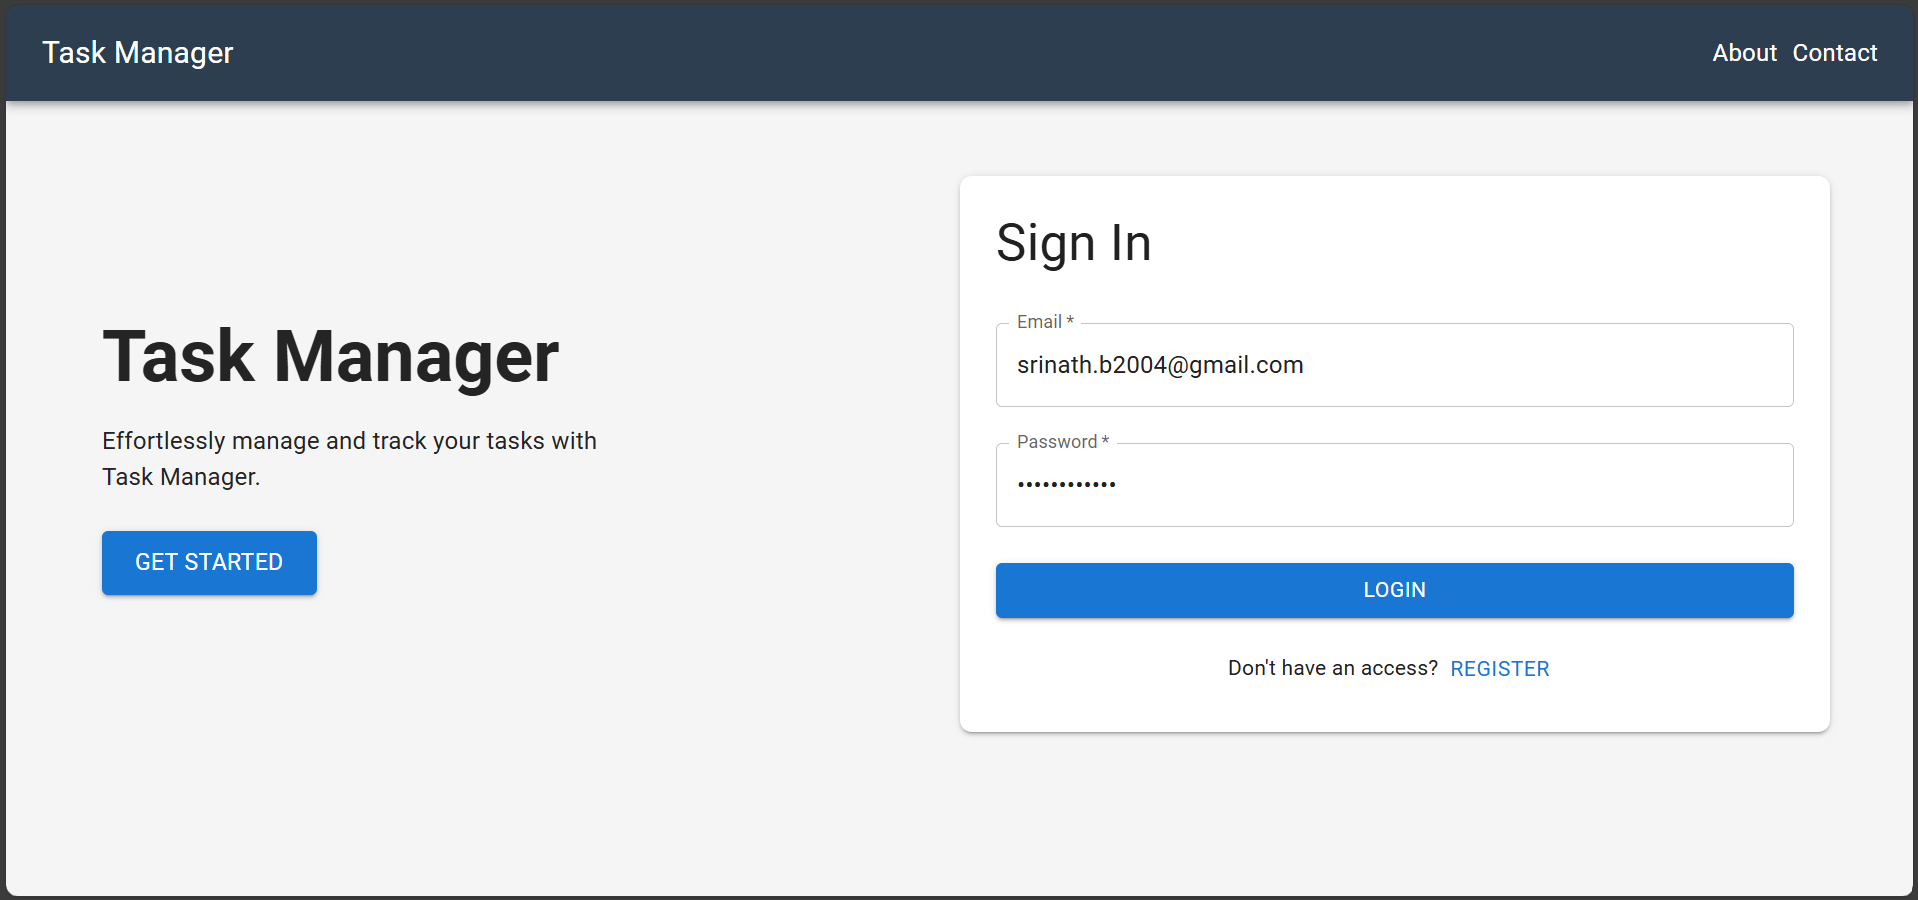 Task Manager
About Contact
Task Manager
Effortlessly manage and track your tasks with
Task Manager.
GET STARTED
Sign In
Email *
srinath.b2004@gmail.com
Password *
••••••••••••
LOGIN
Don't have an access? REGISTER